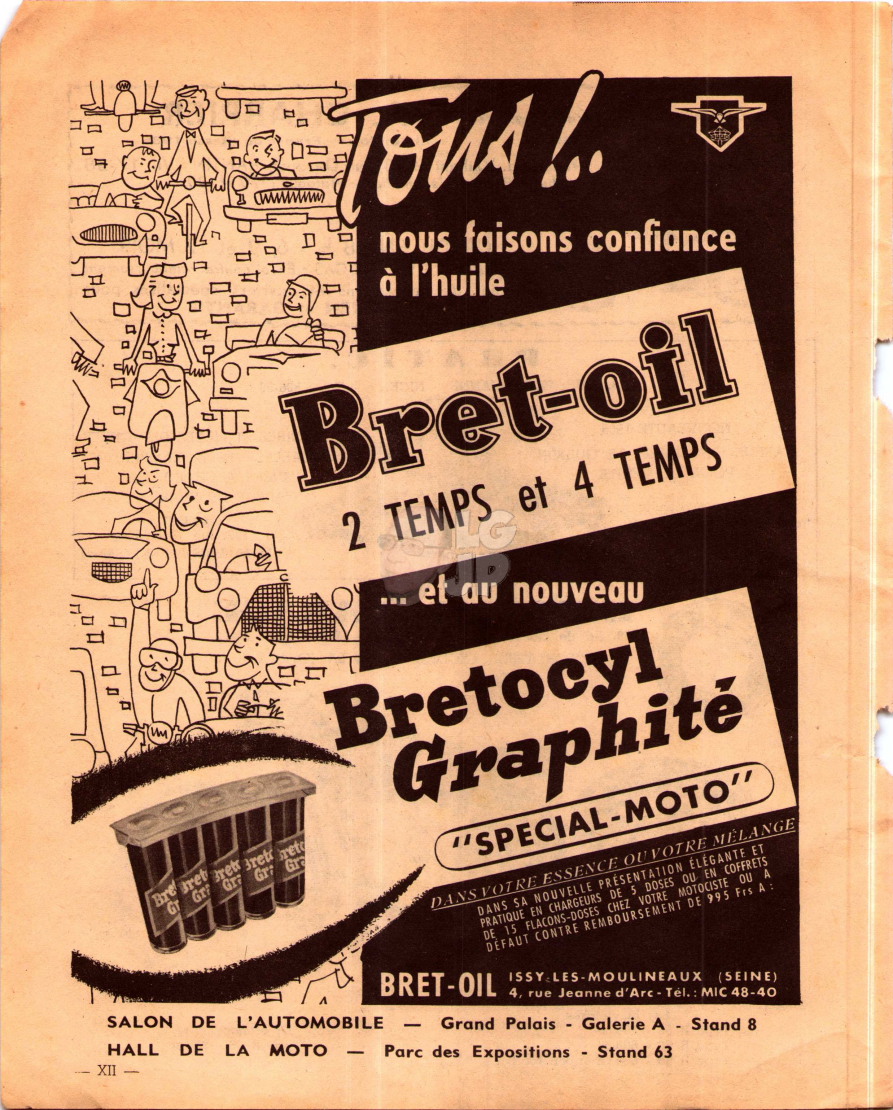 Tous!...
nous faisons confiance
à l'huile
Bret-oil
2 TEMPS et 4 TEMPS
LG
JP
... et au nouveau
Bretocyl
Graphité
"SPECIAL-MOTO"
DANS VOTRE ESSENCE OU VOTRE MÉLANGE
DANS SA NOUVELLE PRÉSENTATION ÉLÉGANTE ET
PRATIQUE EN CHARGEURS DE 5 DOSES OU EN COFFRETS
DE 15 FLACONS-DOSES CHEZ VOTRE MOTOCISTE OU A
DÉFAUT CONTRE REMBOURSEMENT DE 995 Frs A :
BRET-OIL ISSY-LES-MOULINEAUX (SEINE)
4, rue Jeanne d'Arc - Tél. : MIC 48-40
SALON DE L'AUTOMOBILE — Grand Palais - Galerie A - Stand 8
HALL DE LA MOTO — Parc des Expositions - Stand 63
— XII —